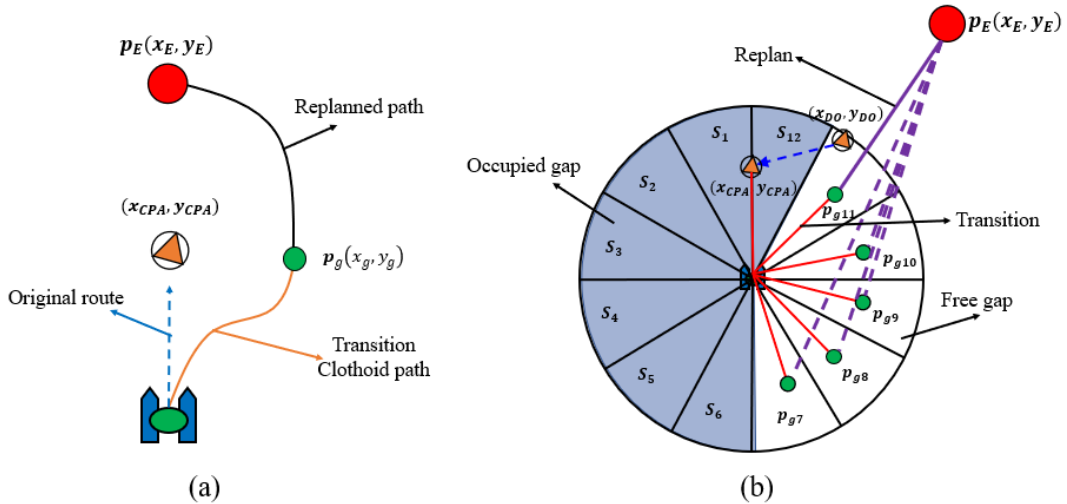 p_E(x_E, y_E)
Replanned path
(x_CPA, y_CPA)
p_g(x_g, y_g)
Original route
Transition
Clothoid path
(a)
p_E(x_E, y_E)
Replan
(x_DO, y_DO)
S_1
S_12
Occupied gap
S_2
(x_CPA, y_CPA)
p_g11
Transition
S_3
p_g10
S_4
p_g9
Free gap
S_5
p_g8
S_6
p_g7
(b)